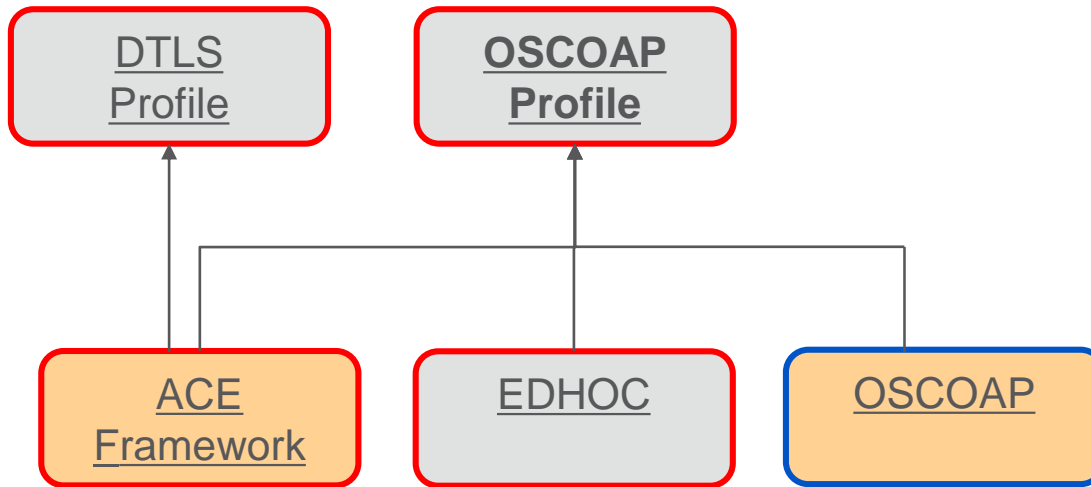 DTLS
Profile
OSCOAP
Profile
ACE
Framework
EDHOC
OSCOAP